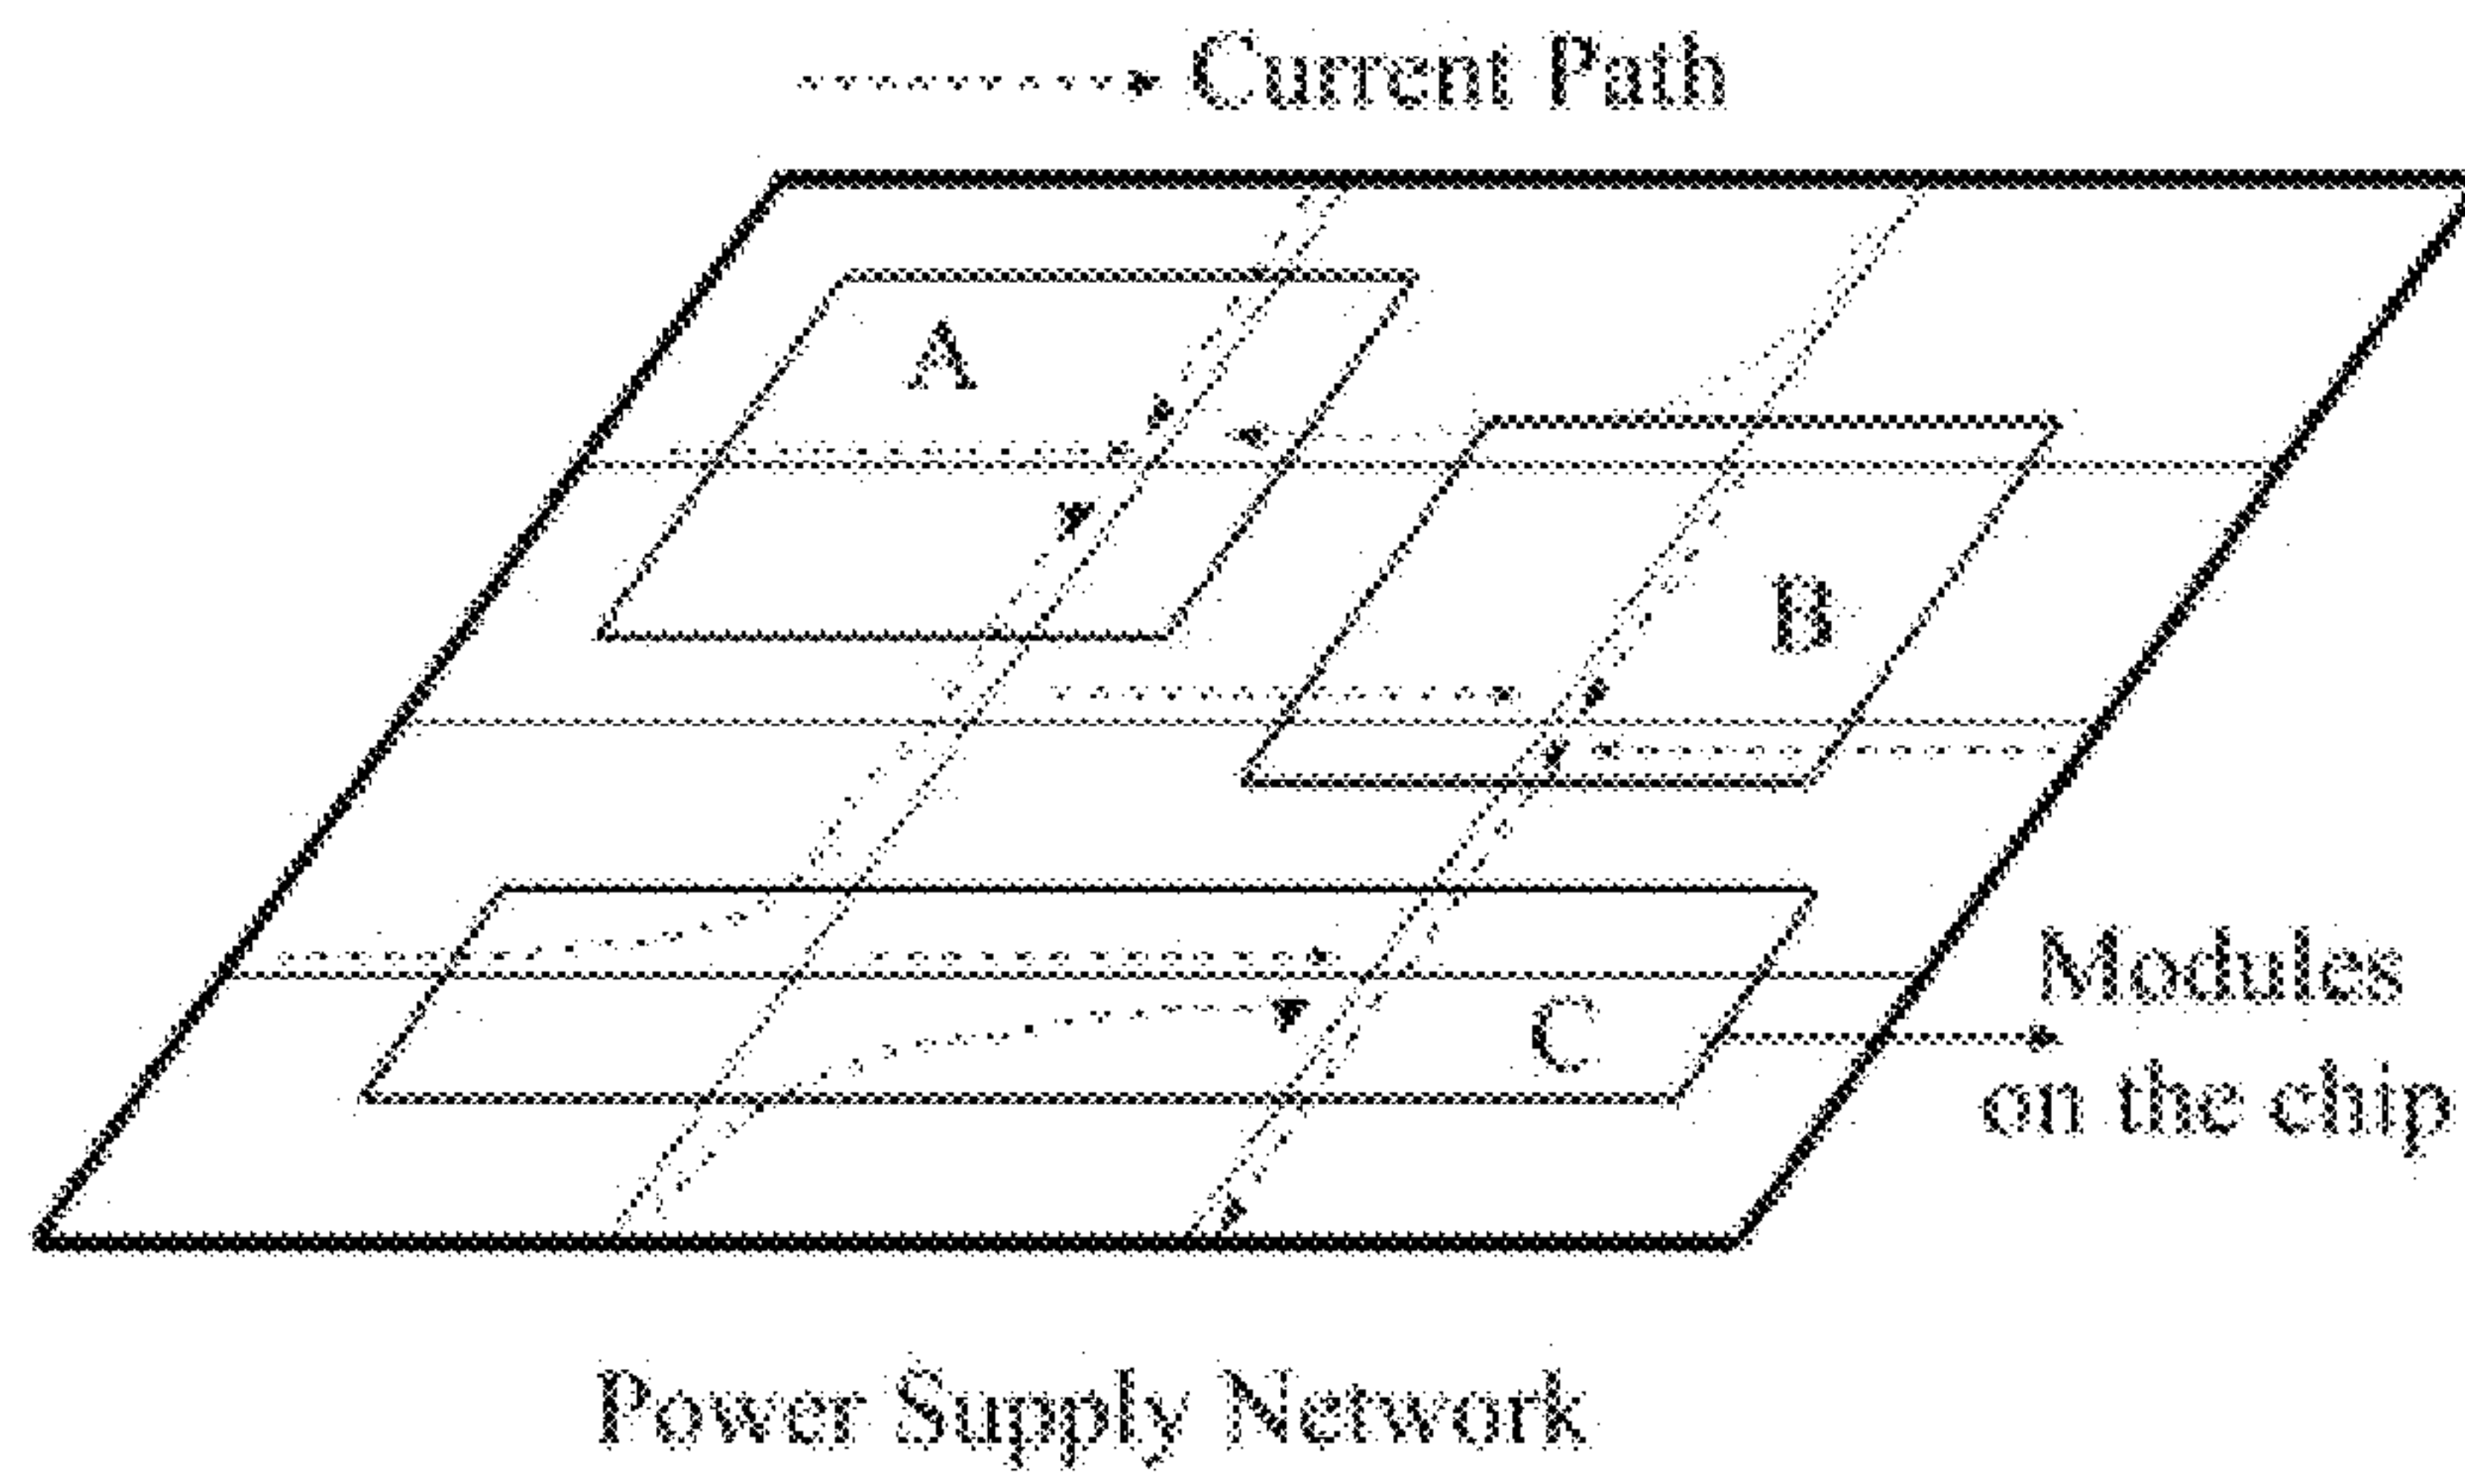 Current Path
A
B
C
Modules
on the chip
Power Supply Network